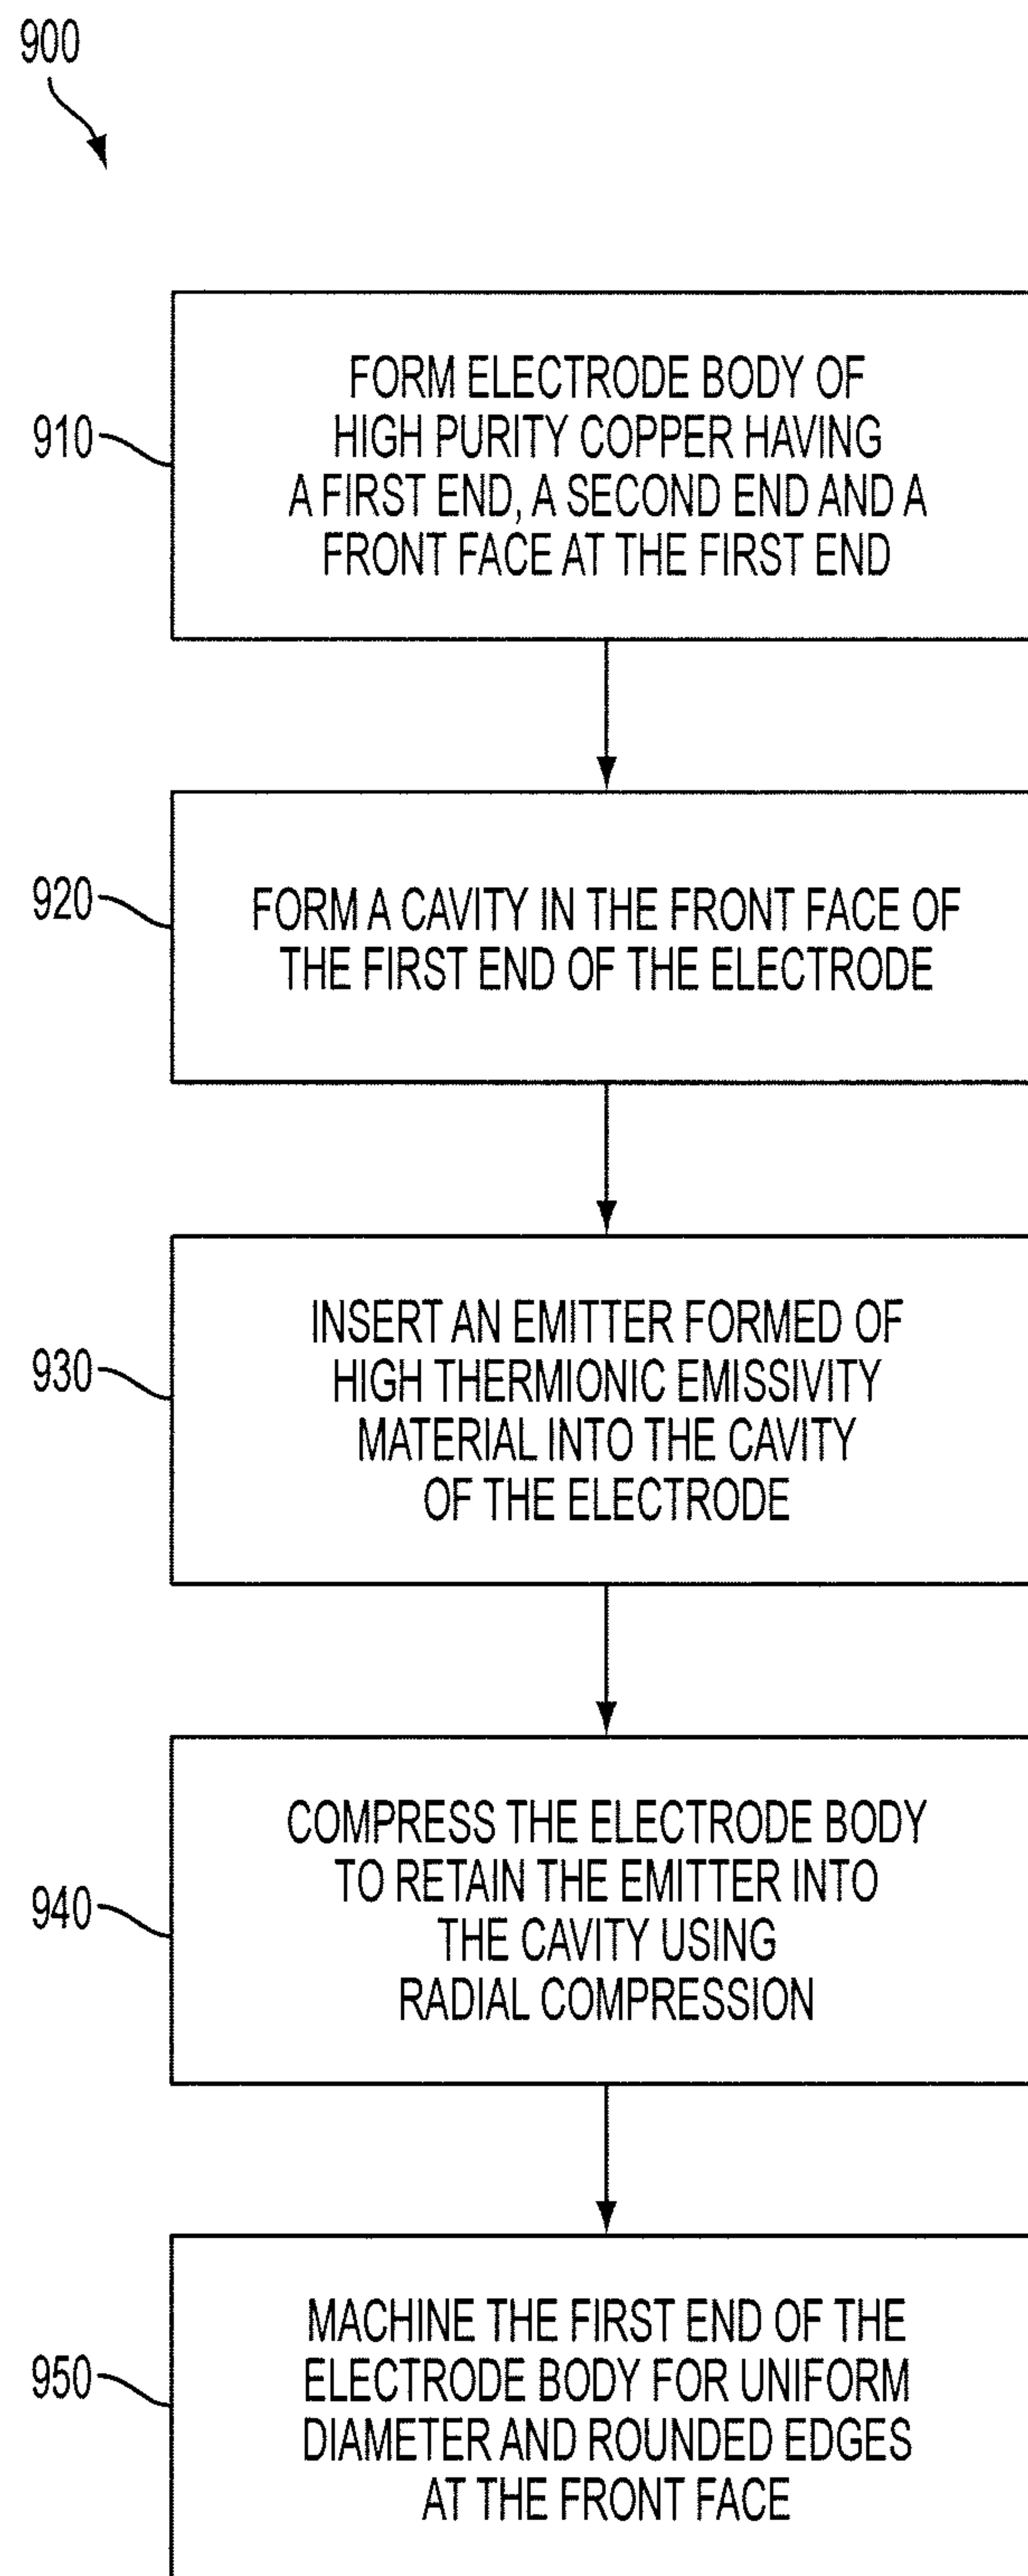 900
910
FORM ELECTRODE BODY OF
HIGH PURITY COPPER HAVING
A FIRST END, A SECOND END AND A
FRONT FACE AT THE FIRST END
920
FORM A CAVITY IN THE FRONT FACE OF
THE FIRST END OF THE ELECTRODE
930
INSERT AN EMITTER FORMED OF
HIGH THERMIONIC EMISSIVITY
MATERIAL INTO THE CAVITY
OF THE ELECTRODE
940
COMPRESS THE ELECTRODE BODY
TO RETAIN THE EMITTER INTO
THE CAVITY USING
RADIAL COMPRESSION
950
MACHINE THE FIRST END OF THE
ELECTRODE BODY FOR UNIFORM
DIAMETER AND ROUNDED EDGES
AT THE FRONT FACE